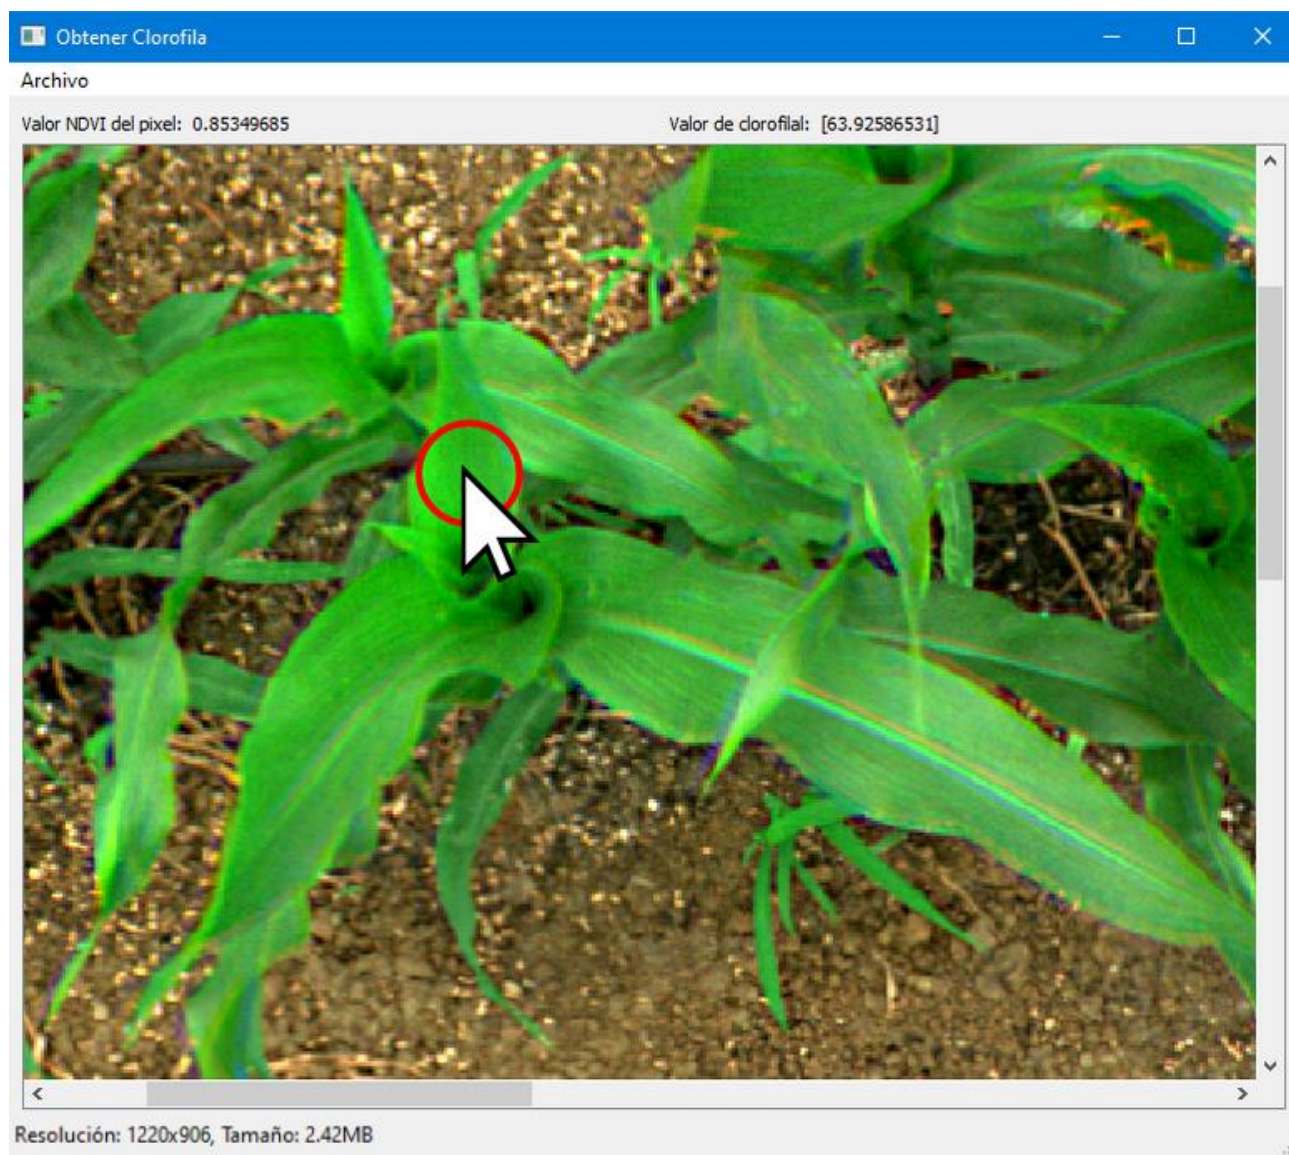 Obtener Clorofila
Archivo
Valor NDVI del pixel: 0.85349685 Valor de clorofilal: [63.92586531]
Resolución: 1220x906, Tamaño: 2.42MB